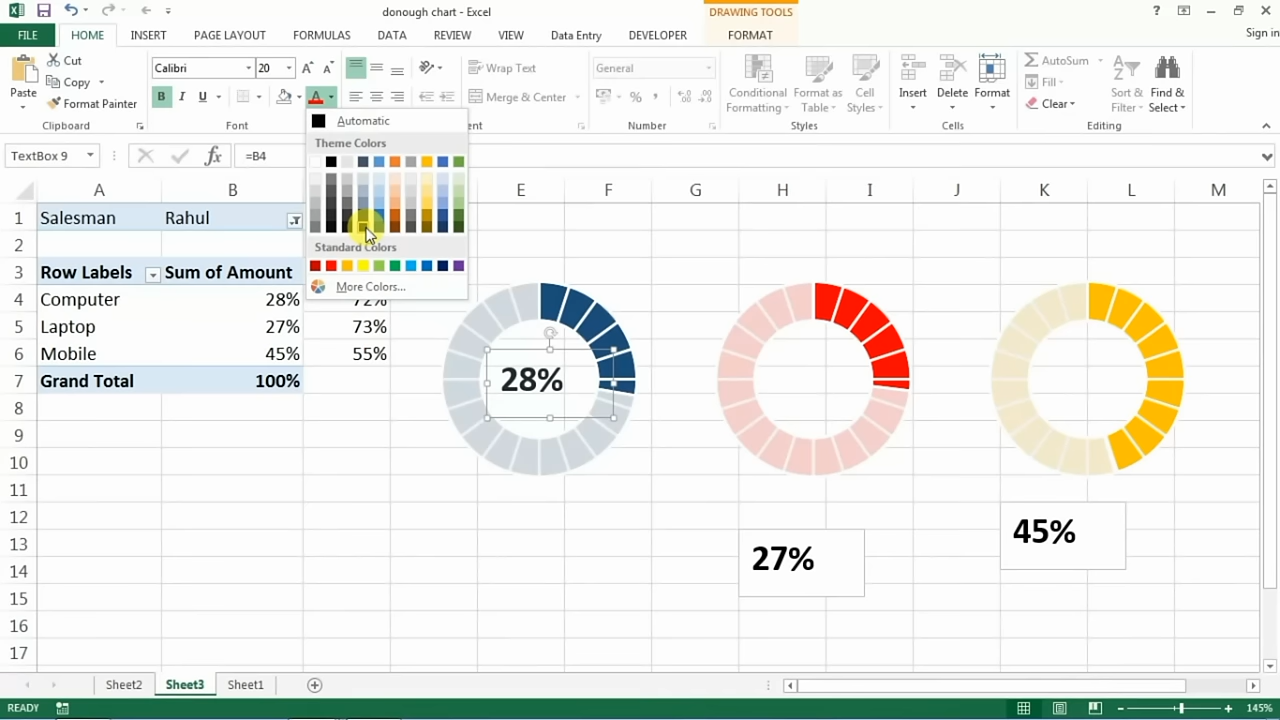 donough chart - Excel
DRAWING TOOLS
?
Sign in
FILE HOME INSERT PAGE LAYOUT FORMULAS DATA REVIEW VIEW Data Entry DEVELOPER FORMAT
Paste
Cut
Copy
Format Painter
Clipboard
Calibri 20
B I U
Font
Wrap Text
Merge & Center
General
%
Number
Conditional Formatting
Format as Table
Cell Styles
Styles
Insert
Delete
Format
Cells
AutoSum
Fill
Clear
Sort & Filter
Find & Select
Editing
Automatic
Theme Colors
Standard Colors
More Colors...
TextBox 9 fx =B4
A B E F G H I J K L M
1 Salesman Rahul
2
3 Row Labels Sum of Amount
4 Computer 28% 72%
5 Laptop 27% 73%
6 Mobile 45% 55%
7 Grand Total 100%
8
9
10
11
12
13
14
15
16
17
28%
27%
45%
Sheet2 Sheet3 Sheet1
READY
145%